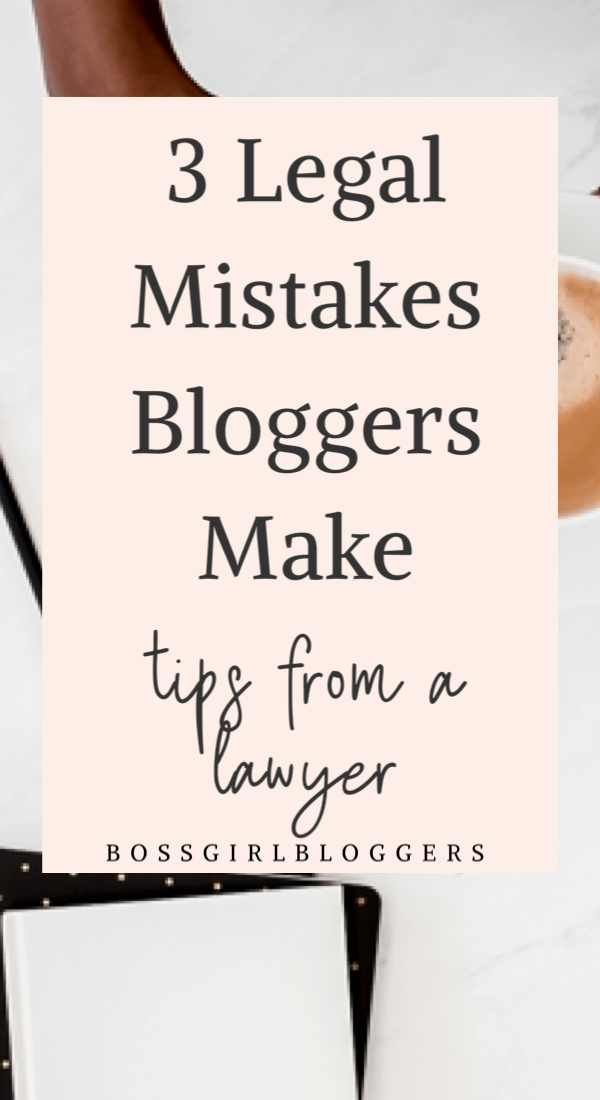 3 Legal
Mistakes
Bloggers
Make
tips from a
lawyer
BOSSGIRLBLOGGERS